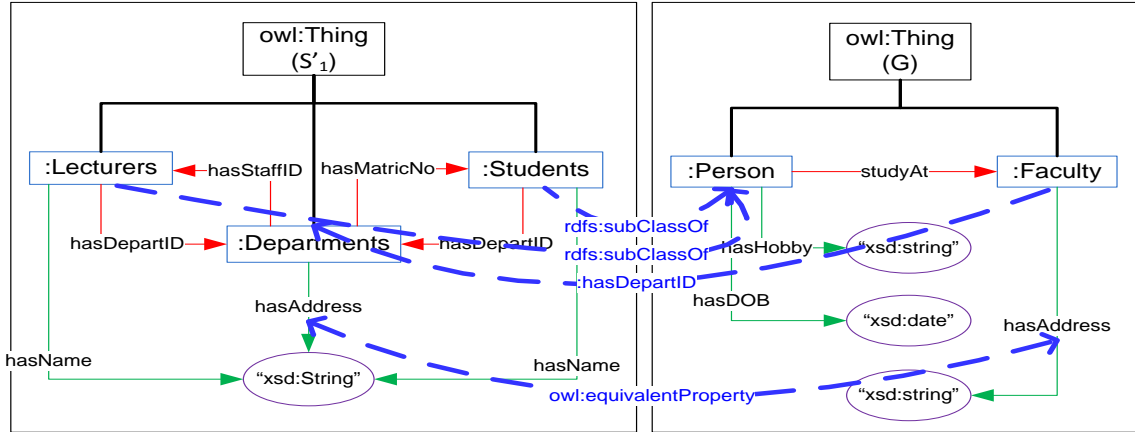 owl:Thing
(S'₁)
:Lecturers
hasStaffID
hasMatricNo
:Students
hasDepartID
:Departments
hasDepartID
hasAddress
hasName
hasName
"xsd:String"
owl:Thing
(G)
:Person
studyAt
:Faculty
rdfs:subClassOf
rdfs:subClassOf
hasHobby
"xsd:string"
:hasDepartID
hasDOB
"xsd:date"
hasAddress
owl:equivalentProperty
"xsd:string"